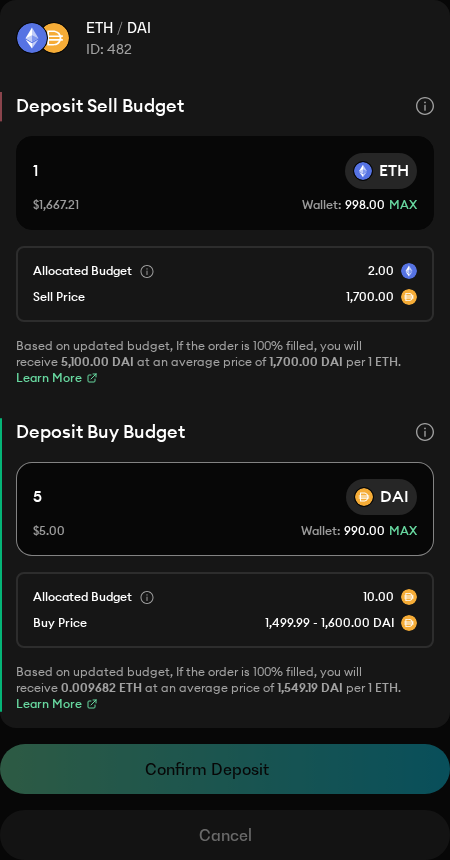 ETH / DAI
ID: 482
Deposit Sell Budget
1
ETH
$1,667.21
Wallet: 998.00 MAX
Allocated Budget
2.00
Sell Price
1,700.00
Based on updated budget, If the order is 100% filled, you will
receive 5,100.00 DAI at an average price of 1,700.00 DAI per 1 ETH.
Learn More
Deposit Buy Budget
5
DAI
$5.00
Wallet: 990.00 MAX
Allocated Budget
10.00
Buy Price
1,499.99 - 1,600.00 DAI
Based on updated budget, If the order is 100% filled, you will
receive 0.009682 ETH at an average price of 1,549.19 DAI per 1 ETH.
Learn More
Confirm Deposit
Cancel